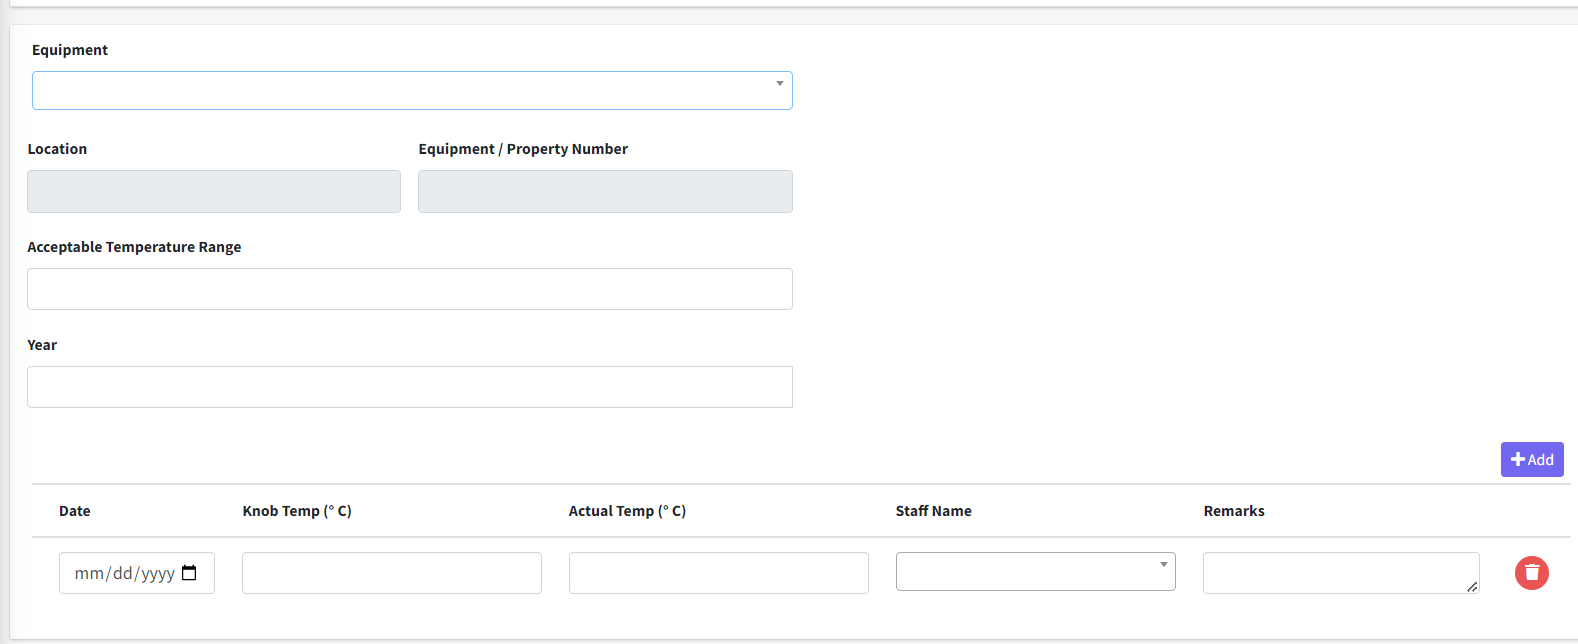 Equipment
Location Equipment / Property Number
Acceptable Temperature Range
Year
Add
Date Knob Temp (° C) Actual Temp (° C) Staff Name Remarks
mm/dd/yyyy